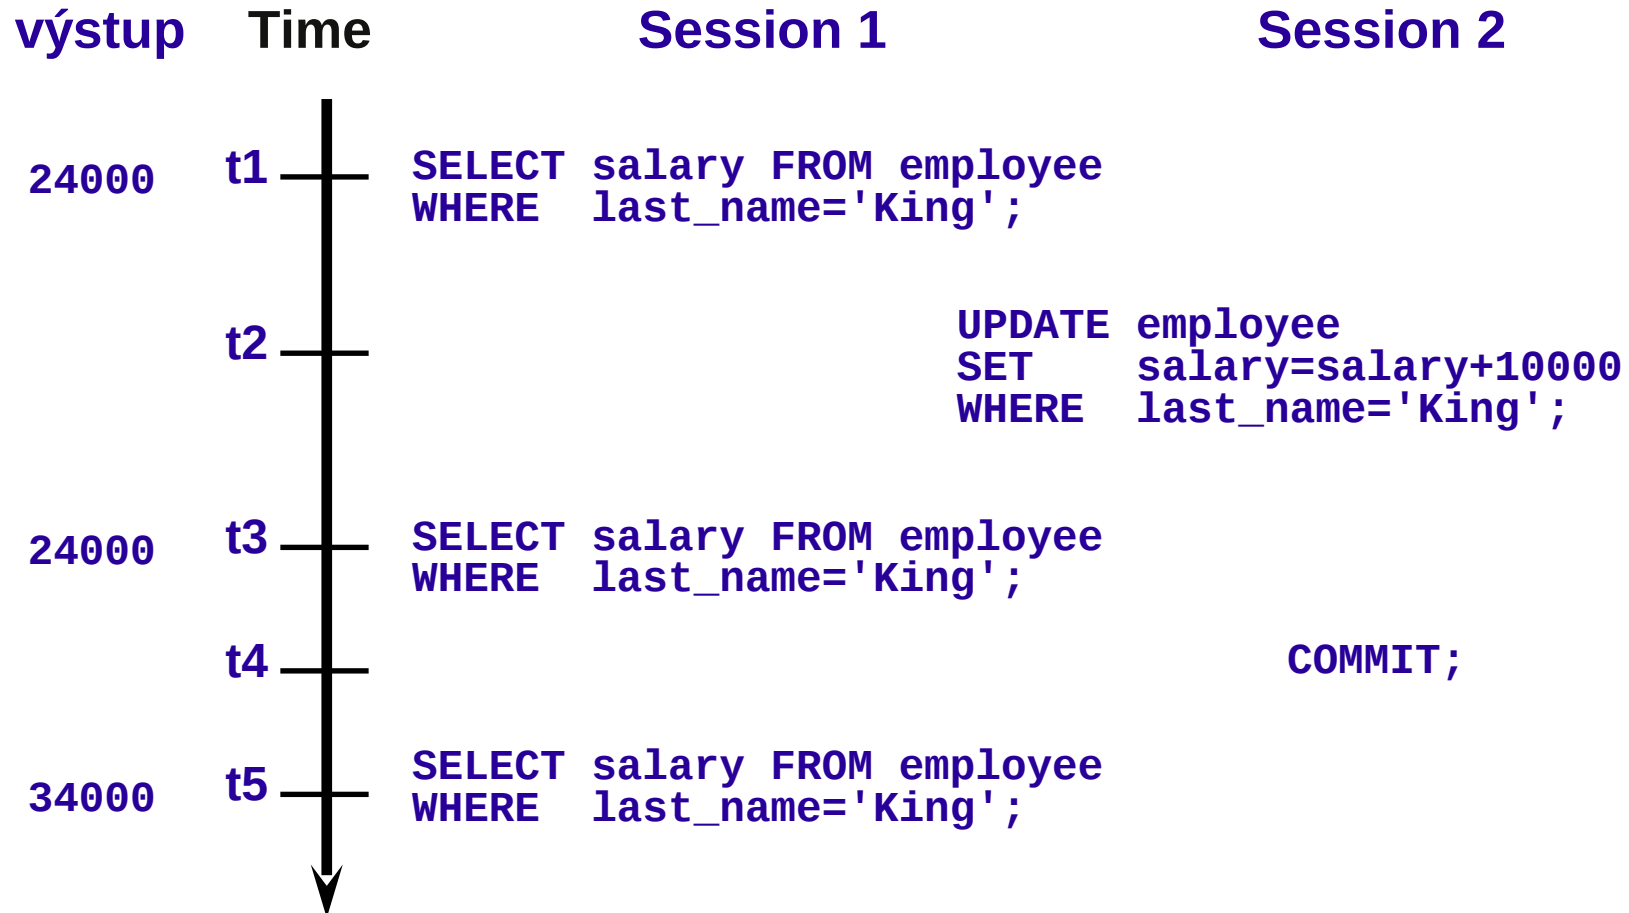 výstup Time Session 1 Session 2
24000 t1 SELECT salary FROM employee
WHERE last_name='King';
t2 UPDATE employee
SET salary=salary+10000
WHERE last_name='King';
24000 t3 SELECT salary FROM employee
WHERE last_name='King';
t4 COMMIT;
34000 t5 SELECT salary FROM employee
WHERE last_name='King';